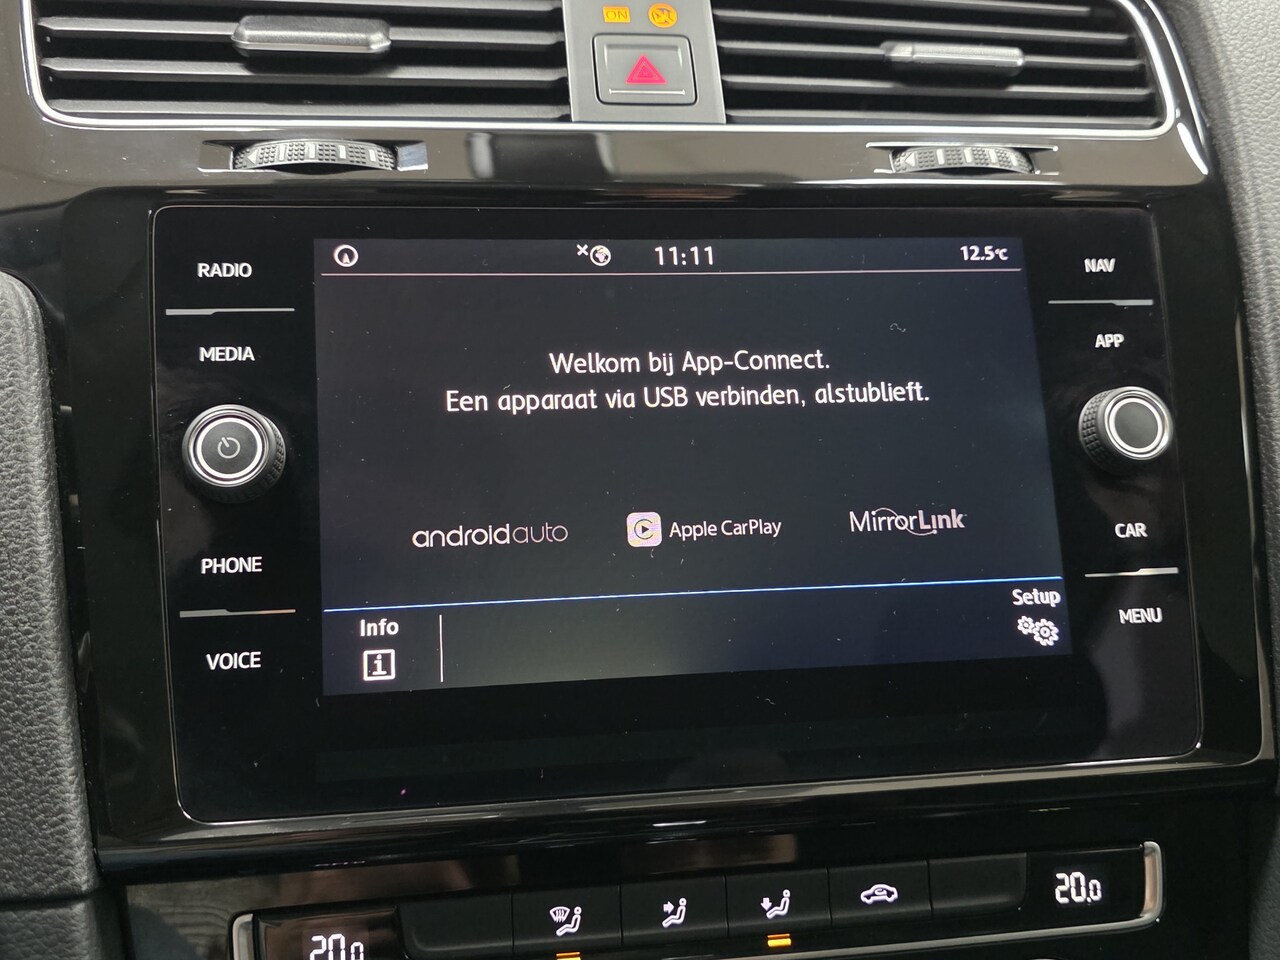 ON
RADIO
MEDIA
PHONE
VOICE
11:11
12.5°C
Welkom bij App-Connect.
Een apparaat via USB verbinden, alstublieft.
androidauto
Apple CarPlay
MirrorLink
Info
i
Setup
NAV
APP
CAR
MENU
20,0
20,0